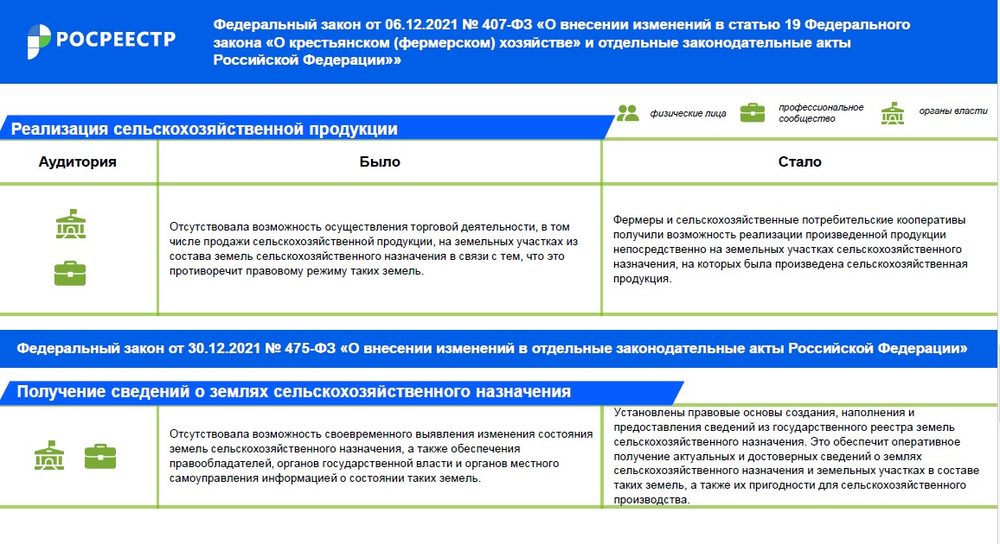 РОСРЕЕСТР
Федеральный закон от 06.12.2021 № 407-ФЗ «О внесении изменений в статью 19 Федерального
закона «О крестьянском (фермерском) хозяйстве» и отдельные законодательные акты
Российской Федерации»»
физические лица
профессиональное
сообщество
органы власти
Реализация сельскохозяйственной продукции
Аудитория
Было
Стало
Отсутствовала возможность осуществления торговой деятельности, в том
числе продажи сельскохозяйственной продукции, на земельных участках из
состава земель сельскохозяйственного назначения в связи с тем, что это
противоречит правовому режиму таких земель.
Фермеры и сельскохозяйственные потребительские кооперативы
получили возможность реализации произведенной продукции
непосредственно на земельных участках сельскохозяйственного
назначения, на которых была произведена сельскохозяйственная
продукция.
Федеральный закон от 30.12.2021 № 475-ФЗ «О внесении изменений в отдельные законодательные акты Российской Федерации»
Получение сведений о землях сельскохозяйственного назначения
Отсутствовала возможность своевременного выявления изменения состояния
земель сельскохозяйственного назначения, а также обеспечения
правообладателей, органов государственной власти и органов местного
самоуправления информацией о состоянии таких земель.
Установлены правовые основы создания, наполнения и
предоставления сведений из государственного реестра земель
сельскохозяйственного назначения. Это обеспечит оперативное
получение актуальных и достоверных сведений о землях
сельскохозяйственного назначения и земельных участках в составе
таких земель, а также их пригодности для сельскохозяйственного
производства.